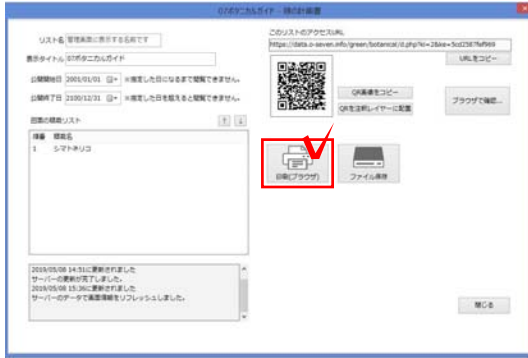 07ボタニカルガイド - 緑の計画書
リスト名 管理画面に表示する名前です
表示タイトル 07ボタニカルガイド
公開開始日 2001/01/01 ※指定した日になるまで閲覧できません。
公開終了日 2100/12/31 ※指定した日を超えると閲覧できません。
図面の樹栽リスト
項番 樹栽名
1 シマトネリコ
2019/05/08 14:51に更新されました
サーバーの更新が完了しました。
2019/05/08 15:36に更新されました
サーバーのデータで画面情報をリフレッシュしました。
このリストのアクセスURL
https://data.o-seven.info/green/botanical/d.php?ki=28&e=5cd2587fef969
URLをコピー
QR画像をコピー
QRを注釈レイヤーに配置
ブラウザで確認...
印刷(ブラウザ)
ファイル保存
閉じる